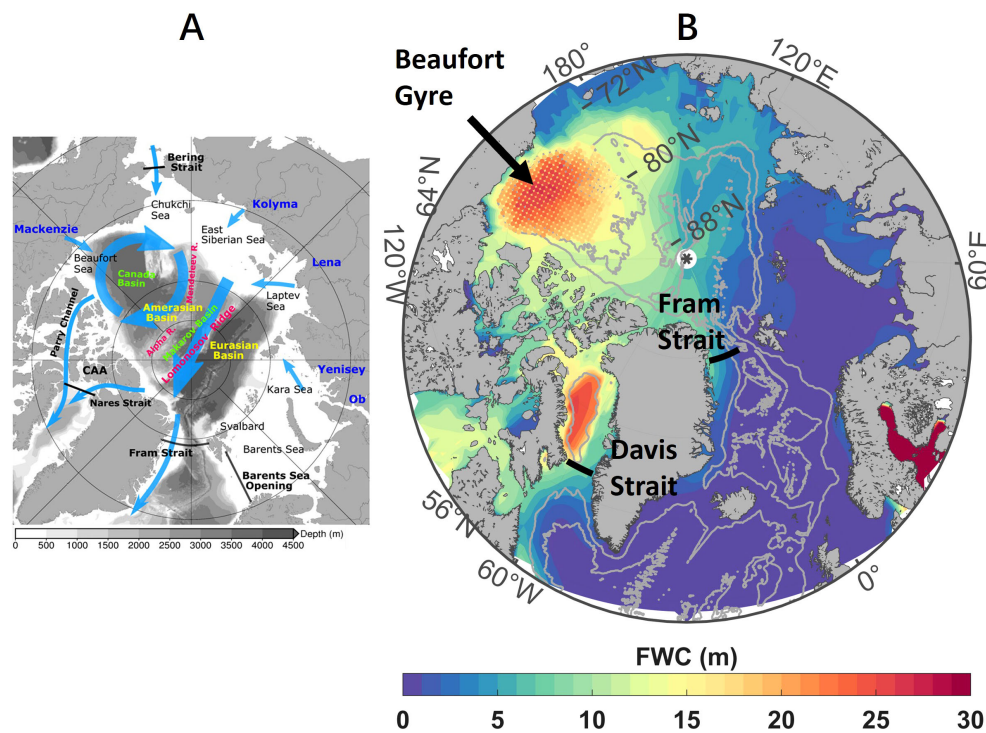 A
Bering
Strait
Chukchi
Sea
Kolyma
Mackenzie
East
Siberian Sea
Beaufort
Sea
Canada
Basin
Mendeleev R.
Lena
Laptev
Sea
Amerasian
Basin
Parry Channel
Alpha R.
Makarov Basin
Lomonosov Ridge
Eurasian
Basin
CAA
Yenisey
Kara Sea
Ob
Nares Strait
Svalbard
Fram Strait
Barents Sea
Barents Sea
Opening
Depth (m)
0 500 1000 1500 2000 2500 3000 3500 4000 4500
B
Beaufort
Gyre
180°
120°E
72°N
80°N
88°N
64°N
120°W
60°E
Fram
Strait
Davis
Strait
56°N
60°W
0°
FWC (m)
0 5 10 15 20 25 30